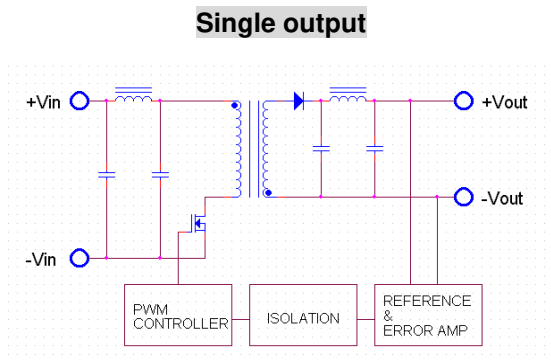 Single output
+Vin
+Vout
-Vout
-Vin
PWM
CONTROLLER
ISOLATION
REFERENCE
&
ERROR AMP